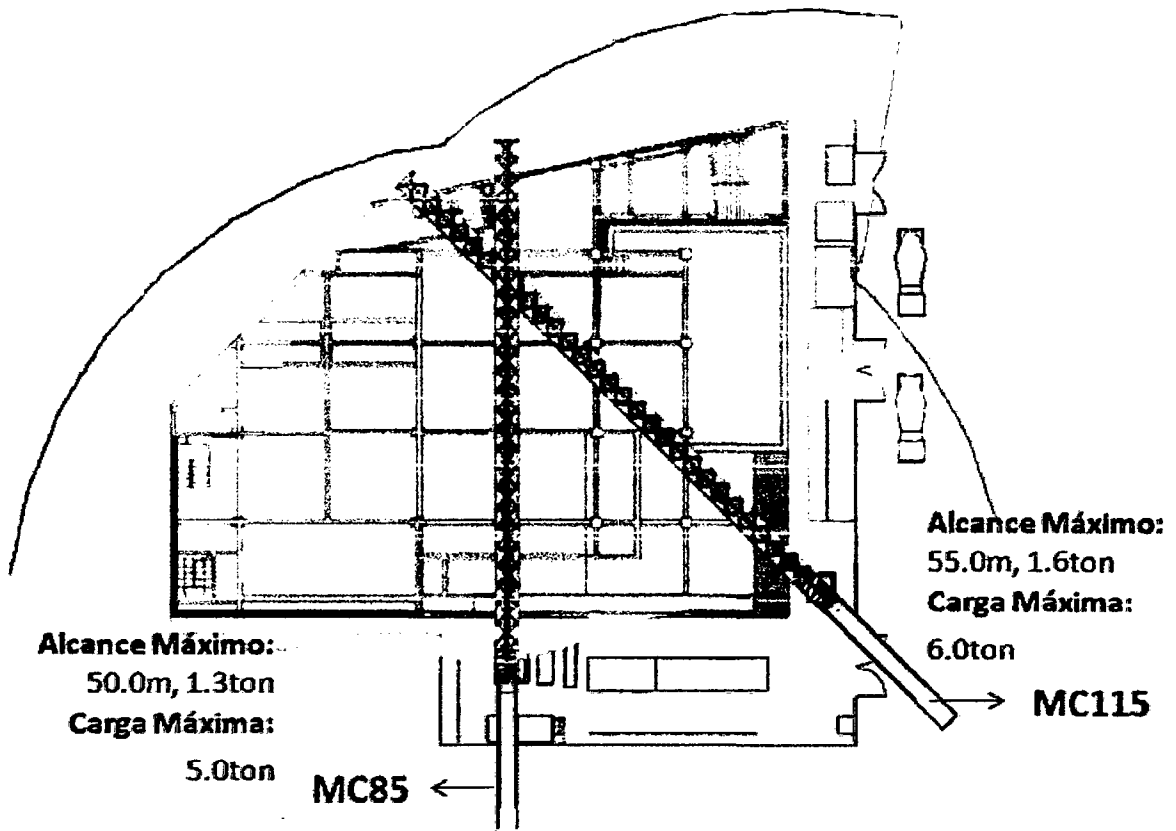 Alcance Máximo:
55.0m, 1.6ton
Carga Máxima:
6.0ton
MC115
Alcance Máximo:
50.0m, 1.3ton
Carga Máxima:
5.0ton
MC85